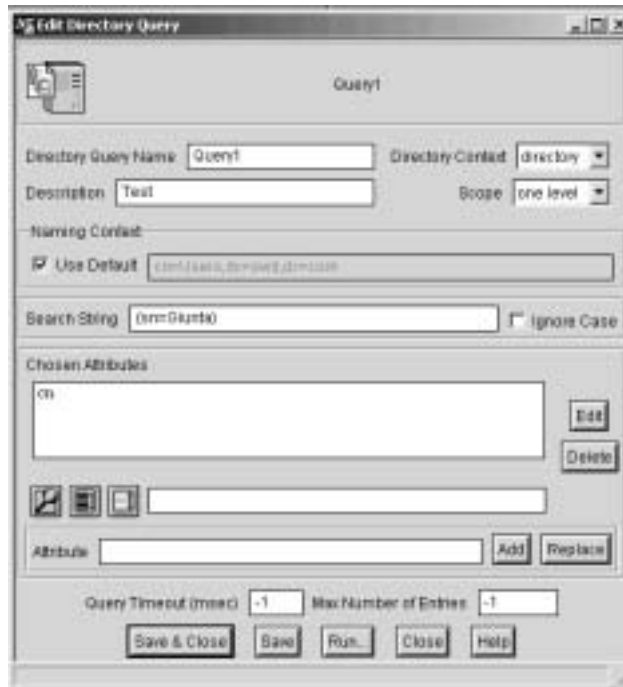 Edit Directory Query
Query1
Directory Query Name Query1 Directory Context directory
Description Test Scope one level
Naming Context
Use Default
Search String (sn=Giunta) Ignore Case
Chosen Attributes
cn
Edit
Delete
Attribute Add Replace
Query Timeout (msec) -1 Max Number of Entries -1
Save & Close Save Run... Close Help